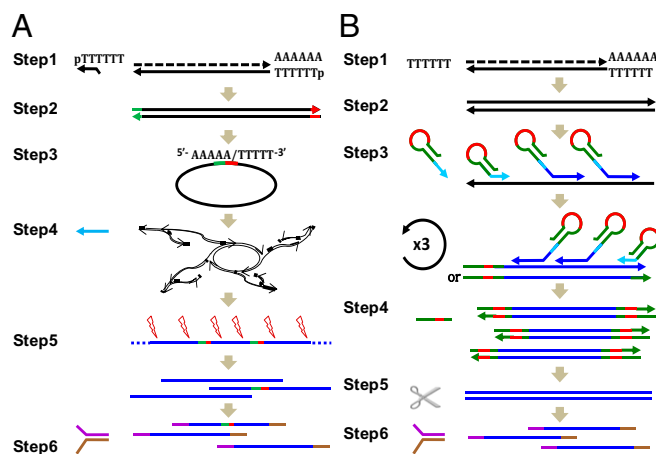 A
Step1
pTTTTTT
AAAAAA
TTTTTTp
Step2
Step3
5’- AAAAA/TTTTT-3’
Step4
Step5
Step6
B
Step1
TTTTTT
AAAAAA
TTTTTT
Step2
Step3
x3
or
Step4
Step5
Step6